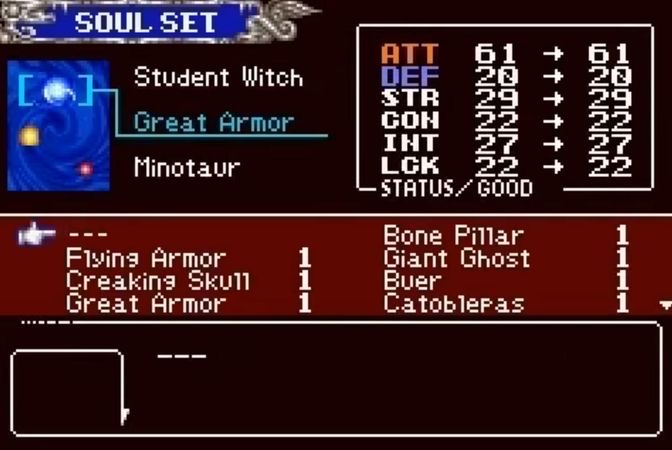 SOUL SET
Student Witch
Great Armor
Minotaur
ATT 61 → 61
DEF 20 → 20
STR 29 → 29
CON 22 → 22
INT 27 → 27
LCK 22 → 22
STATUS/GOOD
--- Bone Pillar 1
Flying Armor 1 Giant Ghost 1
Creaking Skull 1 Buer 1
Great Armor 1 Catoblepas 1
---